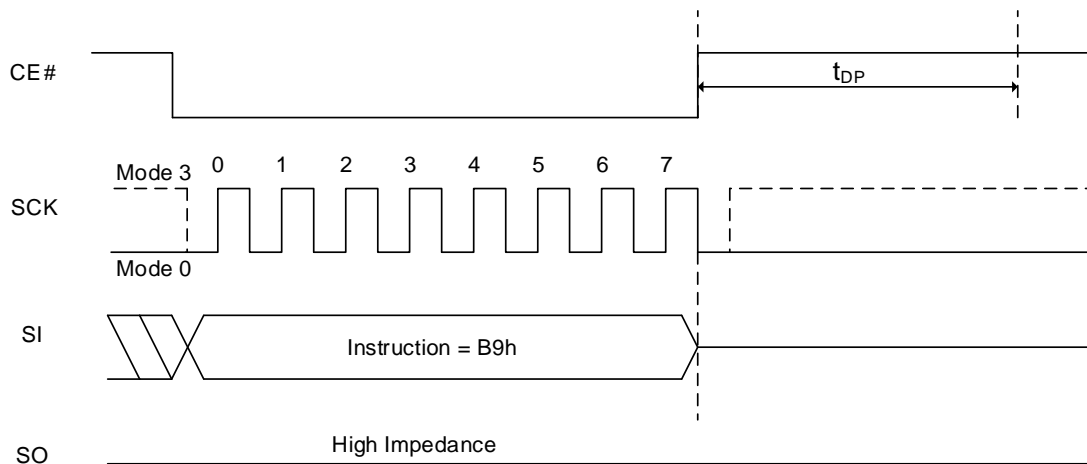 CE#
tDP
Mode 3
0 1 2 3 4 5 6 7
SCK
Mode 0
SI
Instruction = B9h
High Impedance
SO